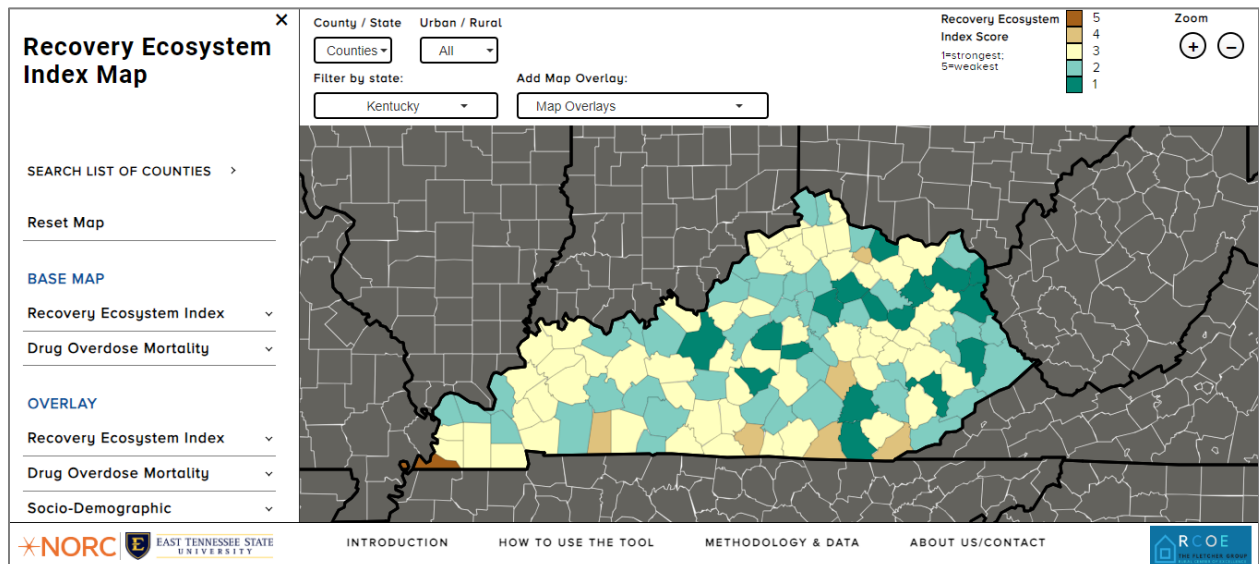 ×
Recovery Ecosystem
Index Map
SEARCH LIST OF COUNTIES >
Reset Map
BASE MAP
Recovery Ecosystem Index
Drug Overdose Mortality
OVERLAY
Recovery Ecosystem Index
Drug Overdose Mortality
Socio-Demographic
County / State Urban / Rural
Counties All
Filter by state: Add Map Overlay:
Kentucky Map Overlays
Recovery Ecosystem
Index Score
1=strongest;
5=weakest
5
4
3
2
1
Zoom
+ −
NORC
E
EAST TENNESSEE STATE
UNIVERSITY
INTRODUCTION HOW TO USE THE TOOL METHODOLOGY & DATA ABOUT US/CONTACT
RCOE
THE FLETCHER GROUP